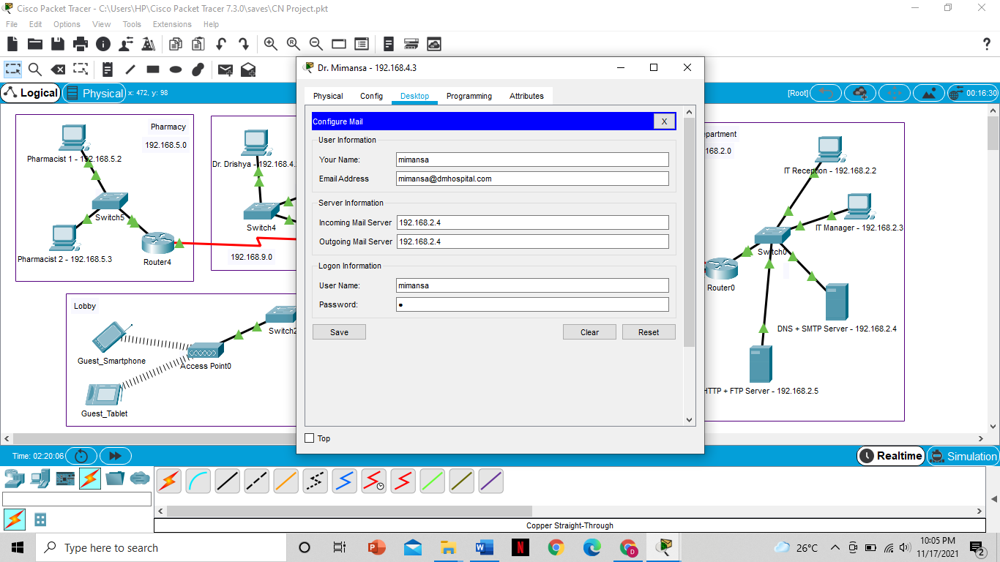 Cisco Packet Tracer - C:\Users\HP\Cisco Packet Tracer 7.3.0\saves\CN Project.pkt
File Edit Options View Tools Extensions Help
?
Logical Physical x: 472, y: 98
[Root] 00:16:30
Dr. Mimansa - 192.168.4.3
Physical Config Desktop Programming Attributes
Configure Mail X
User Information
Your Name: mimansa
Email Address mimansa@dmhospital.com
Server Information
Incoming Mail Server 192.168.2.4
Outgoing Mail Server 192.168.2.4
Logon Information
User Name: mimansa
Password: •
Save Clear Reset
Top
Pharmacy
192.168.5.0
Pharmacist 1 - 192.168.5.2
Switch5
Pharmacist 2 - 192.168.5.3
Router4
Dr. Drishya - 192.168.4.
Switch4
192.168.9.0
Lobby
Switch2
Guest_Smartphone
Access Point0
Guest_Tablet
partment
68.2.0
IT Reception - 192.168.2.2
IT Manager - 192.168.2.3
Switch0
Router0
DNS + SMTP Server - 192.168.2.4
HTTP + FTP Server - 192.168.2.5
Time: 02:20:06
Realtime Simulation
Copper Straight-Through
Type here to search
26°C
10:05 PM
11/17/2021
2